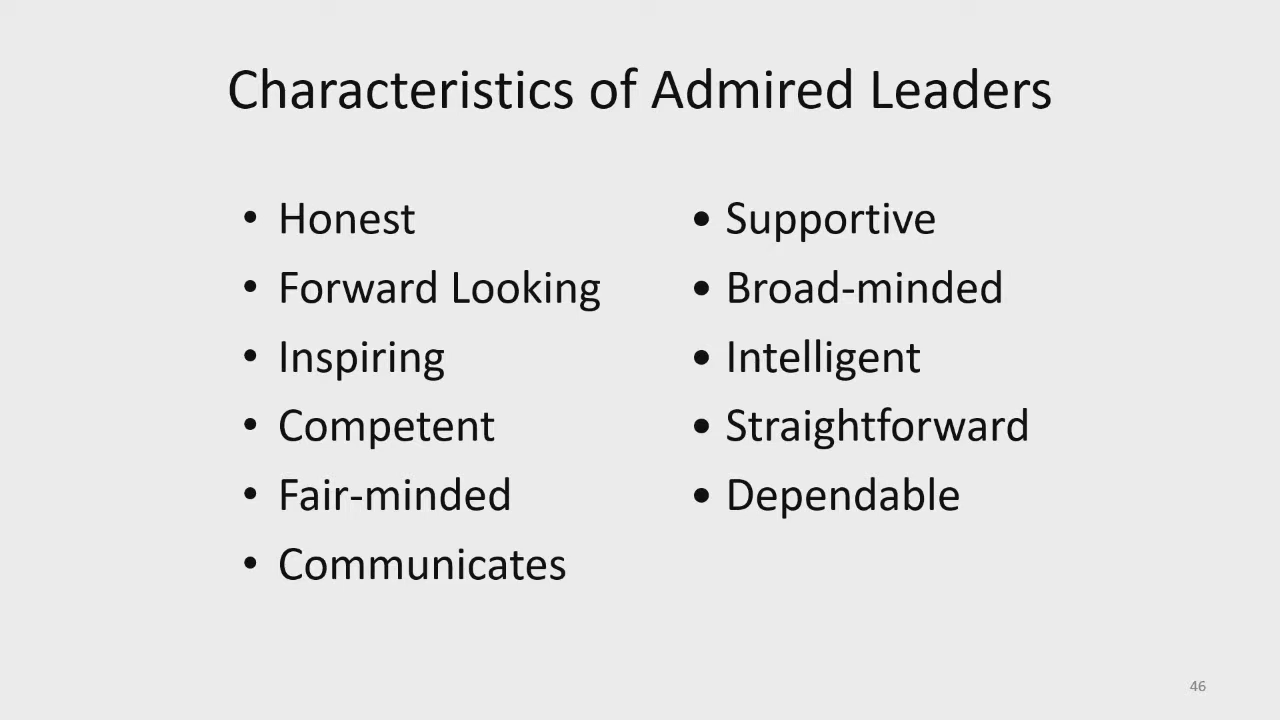 Characteristics of Admired Leaders
• Honest
• Forward Looking
• Inspiring
• Competent
• Fair-minded
• Communicates
• Supportive
• Broad-minded
• Intelligent
• Straightforward
• Dependable
46